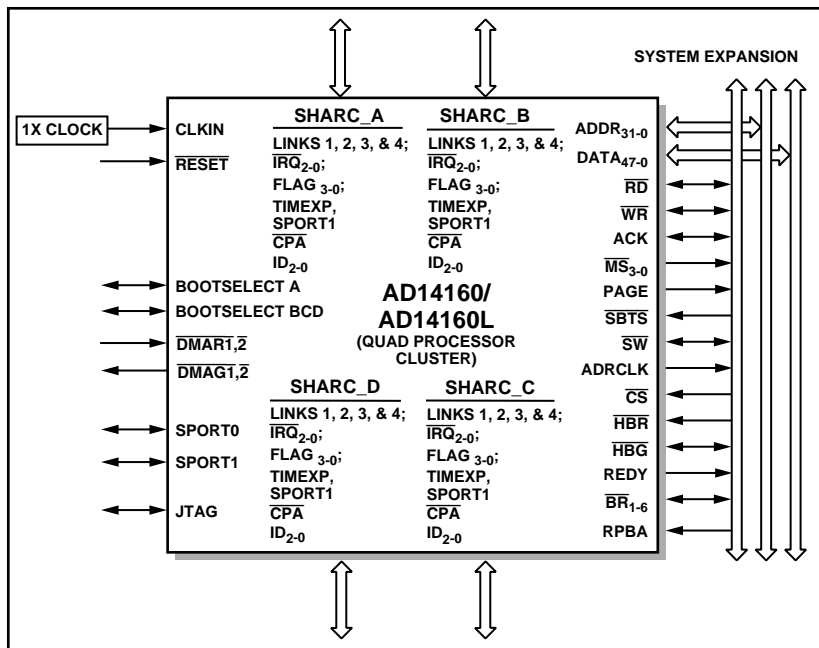 SYSTEM EXPANSION
1X CLOCK
CLKIN
RESET
BOOTSELECT A
BOOTSELECT BCD
DMAR1,2
DMAG1,2
SPORT0
SPORT1
JTAG
SHARC_A
LINKS 1, 2, 3, & 4;
IRQ2-0;
FLAG 3-0;
TIMEXP,
SPORT1
CPA
ID2-0
SHARC_B
LINKS 1, 2, 3, & 4;
IRQ2-0;
FLAG 3-0;
TIMEXP,
SPORT1
CPA
ID2-0
AD14160/
AD14160L
(QUAD PROCESSOR
CLUSTER)
SHARC_D
LINKS 1, 2, 3, & 4;
IRQ2-0;
FLAG 3-0;
TIMEXP,
SPORT1
CPA
ID2-0
SHARC_C
LINKS 1, 2, 3, & 4;
IRQ2-0;
FLAG 3-0;
TIMEXP,
SPORT1
CPA
ID2-0
ADDR31-0
DATA47-0
RD
WR
ACK
MS3-0
PAGE
SBTS
SW
ADRCLK
CS
HBR
HBG
REDY
BR1-6
RPBA